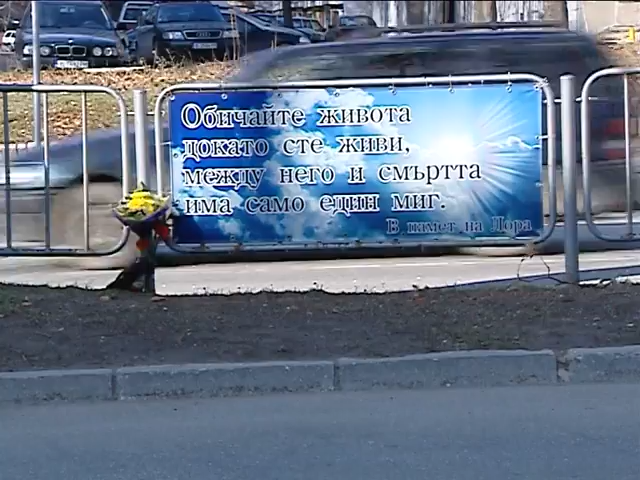 Обичайте живота
докато сте живи,
между него и смъртта
има само един миг.
В памет на Лора